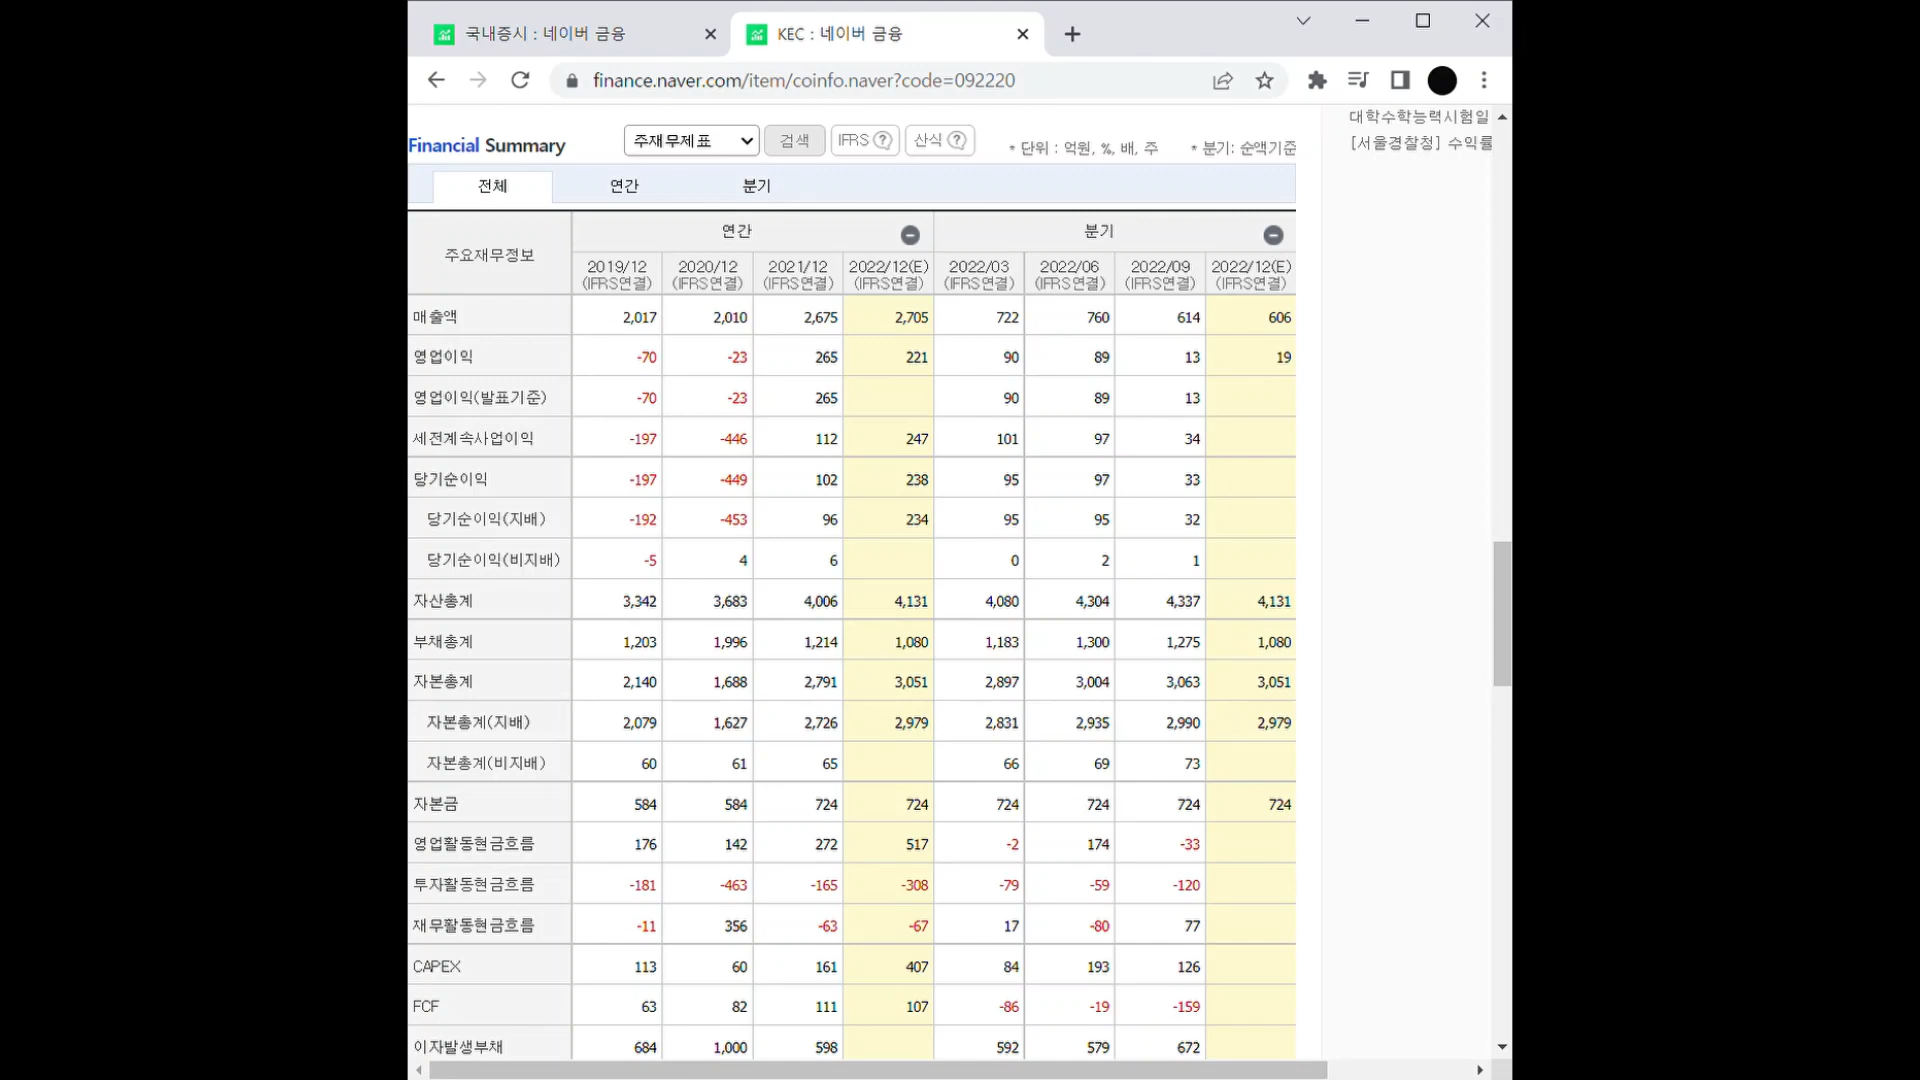 국내증시 : 네이버 금융
KEC : 네이버 금융
finance.naver.com/item/coinfo.naver?code=092220
대학수학능력시험일
[서울경찰청] 수익률
Financial Summary 주재무제표 검색 IFRS ? 산식 ? * 단위 : 억원, %, 배, 주 * 분기: 순액기준
전체 연간 분기
주요재무정보 연간 분기
2019/12 2020/12 2021/12 2022/12(E) 2022/03 2022/06 2022/09 2022/12(E)
(IFRS연결) (IFRS연결) (IFRS연결) (IFRS연결) (IFRS연결) (IFRS연결) (IFRS연결) (IFRS연결)
매출액 2,017 2,010 2,675 2,705 722 760 614 606
영업이익 -70 -23 265 221 90 89 13 19
영업이익(발표기준) -70 -23 265 90 89 13
세전계속사업이익 -197 -446 112 247 101 97 34
당기순이익 -197 -449 102 238 95 97 33
당기순이익(지배) -192 -453 96 234 95 95 32
당기순이익(비지배) -5 4 6 0 2 1
자산총계 3,342 3,683 4,006 4,131 4,080 4,304 4,337 4,131
부채총계 1,203 1,996 1,214 1,080 1,183 1,300 1,275 1,080
자본총계 2,140 1,688 2,791 3,051 2,897 3,004 3,063 3,051
자본총계(지배) 2,079 1,627 2,726 2,979 2,831 2,935 2,990 2,979
자본총계(비지배) 60 61 65 66 69 73
자본금 584 584 724 724 724 724 724 724
영업활동현금흐름 176 142 272 517 -2 174 -33
투자활동현금흐름 -181 -463 -165 -308 -79 -59 -120
재무활동현금흐름 -11 356 -63 -67 17 -80 77
CAPEX 113 60 161 407 84 193 126
FCF 63 82 111 107 -86 -19 -159
이자발생부채 684 1,000 598 592 579 672